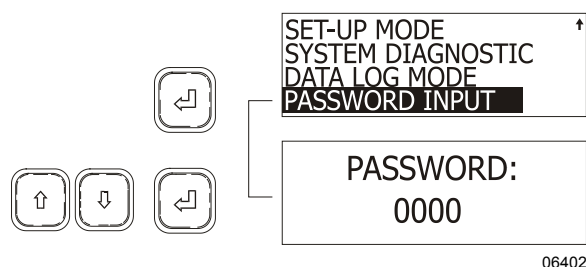 SET-UP MODE
SYSTEM DIAGNOSTIC
DATA LOG MODE
PASSWORD INPUT
PASSWORD:
0000
06402